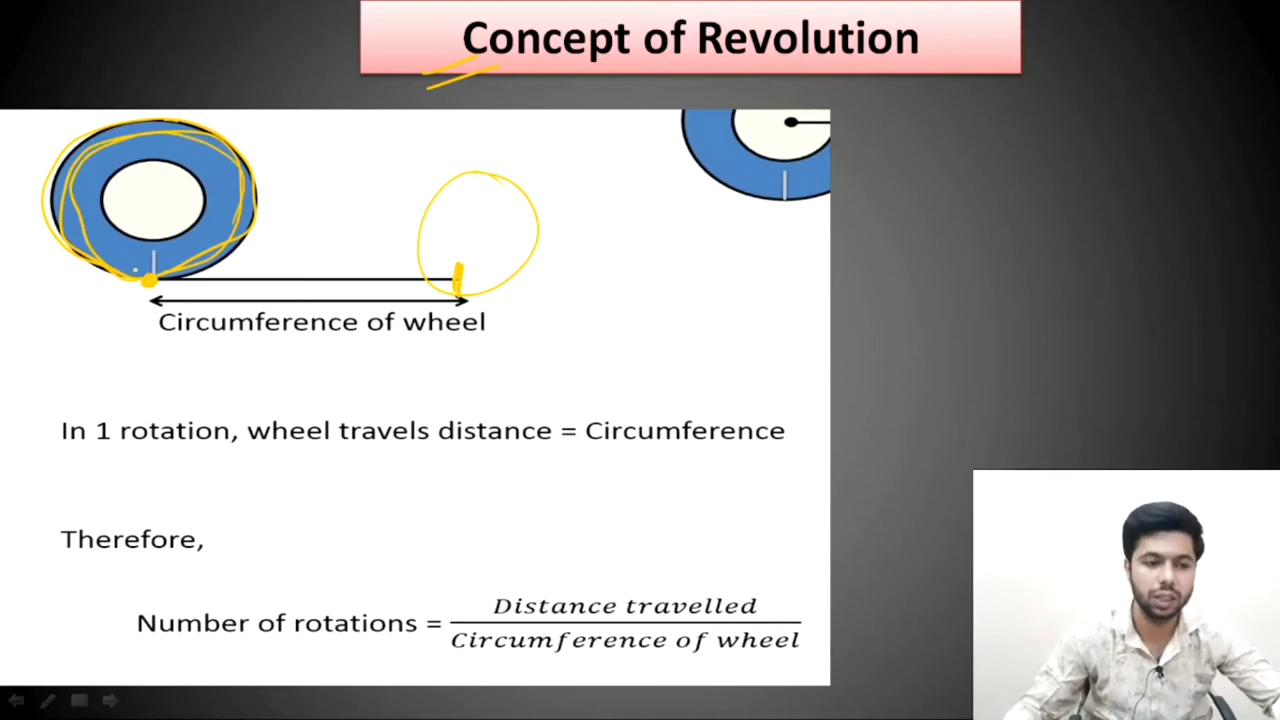 Concept of Revolution
Circumference of wheel
In 1 rotation, wheel travels distance = Circumference
Therefore,
Number of rotations = Distance travelled / Circumference of wheel